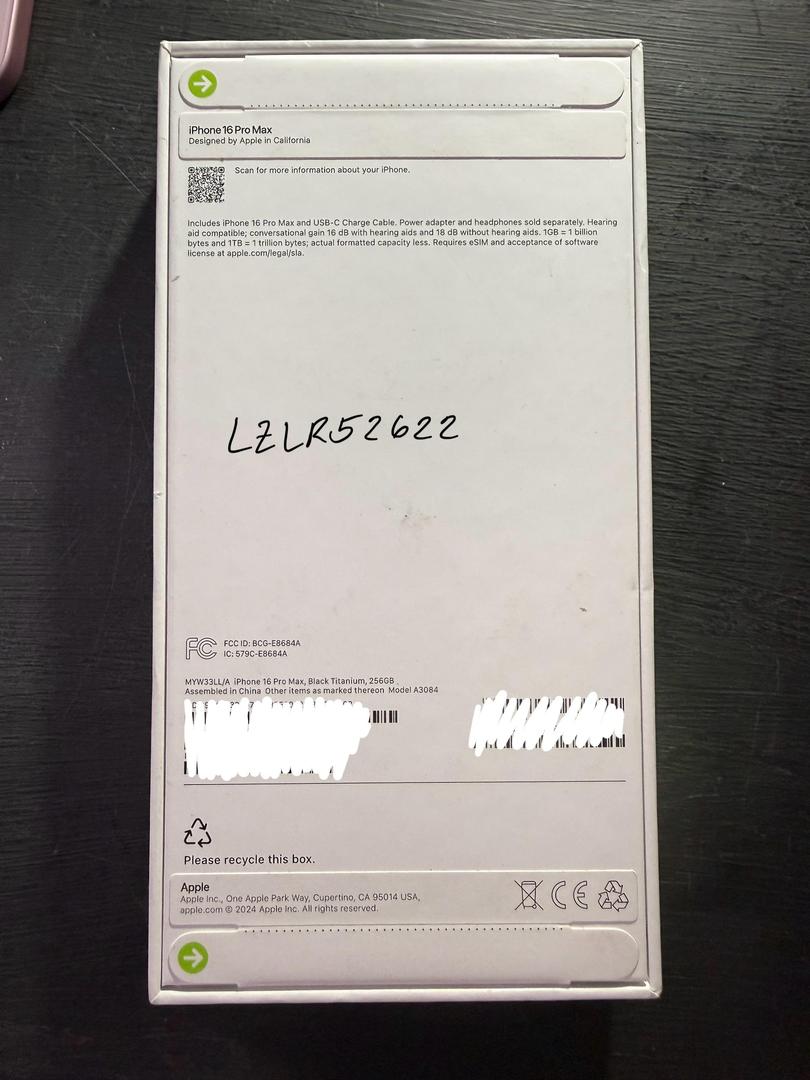 iPhone 16 Pro Max
Designed by Apple in California
Scan for more information about your iPhone.
Includes iPhone 16 Pro Max and USB-C Charge Cable. Power adapter and headphones sold separately. Hearing
aid compatible; conversational gain 16 dB with hearing aids and 18 dB without hearing aids. 1GB = 1 billion
bytes and 1TB = 1 trillion bytes; actual formatted capacity less. Requires eSIM and acceptance of software
license at apple.com/legal/sla.
LZLR52622
FC
FCC ID: BCG-E8684A
IC: 579C-E8684A
MYW33LL/A iPhone 16 Pro Max, Black Titanium, 256GB
Assembled in China Other items as marked thereon Model A3084
Please recycle this box.
Apple
Apple Inc., One Apple Park Way, Cupertino, CA 95014 USA,
apple.com © 2024 Apple Inc. All rights reserved.
CE